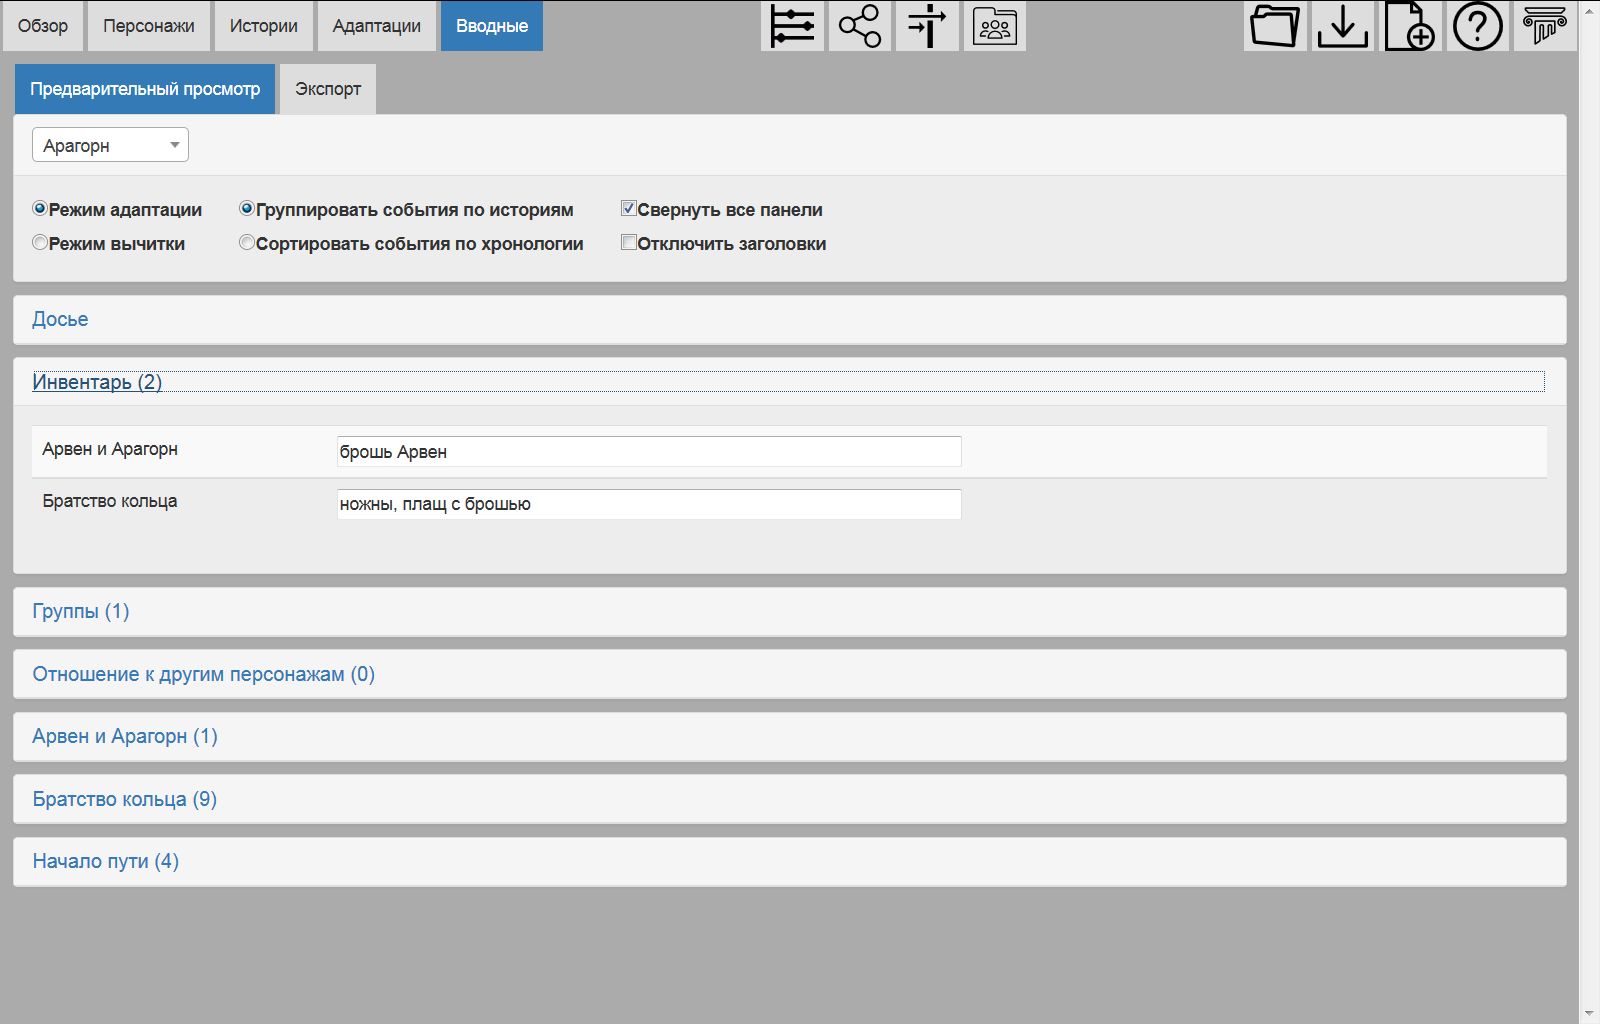 Обзор Персонажи Истории Адаптации Вводные
Предварительный просмотр Экспорт
Арагорн
Режим адаптации Группировать события по историям Свернуть все панели
Режим вычитки Сортировать события по хронологии Отключить заголовки
Досье
Инвентарь (2)
Арвен и Арагорн брошь Арвен
Братство кольца ножны, плащ с брошью
Группы (1)
Отношение к другим персонажам (0)
Арвен и Арагорн (1)
Братство кольца (9)
Начало пути (4)